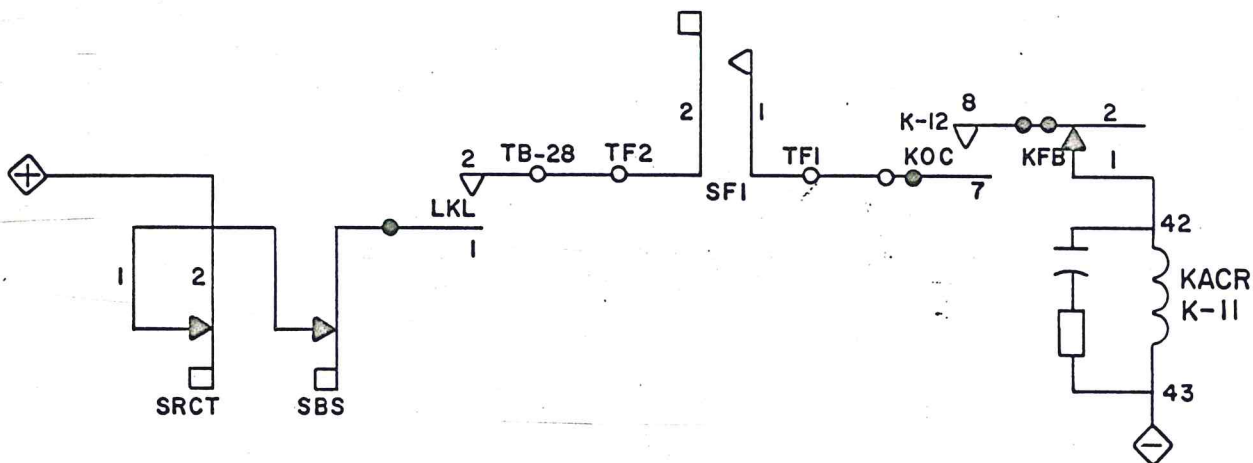 2
1
8
2
K-12
2
TB-28
TF2
TF1
KOC
KFB
1
+
SF1
7
LKL
1
42
1
2
KACR
K-11
SRCT
SBS
43
-